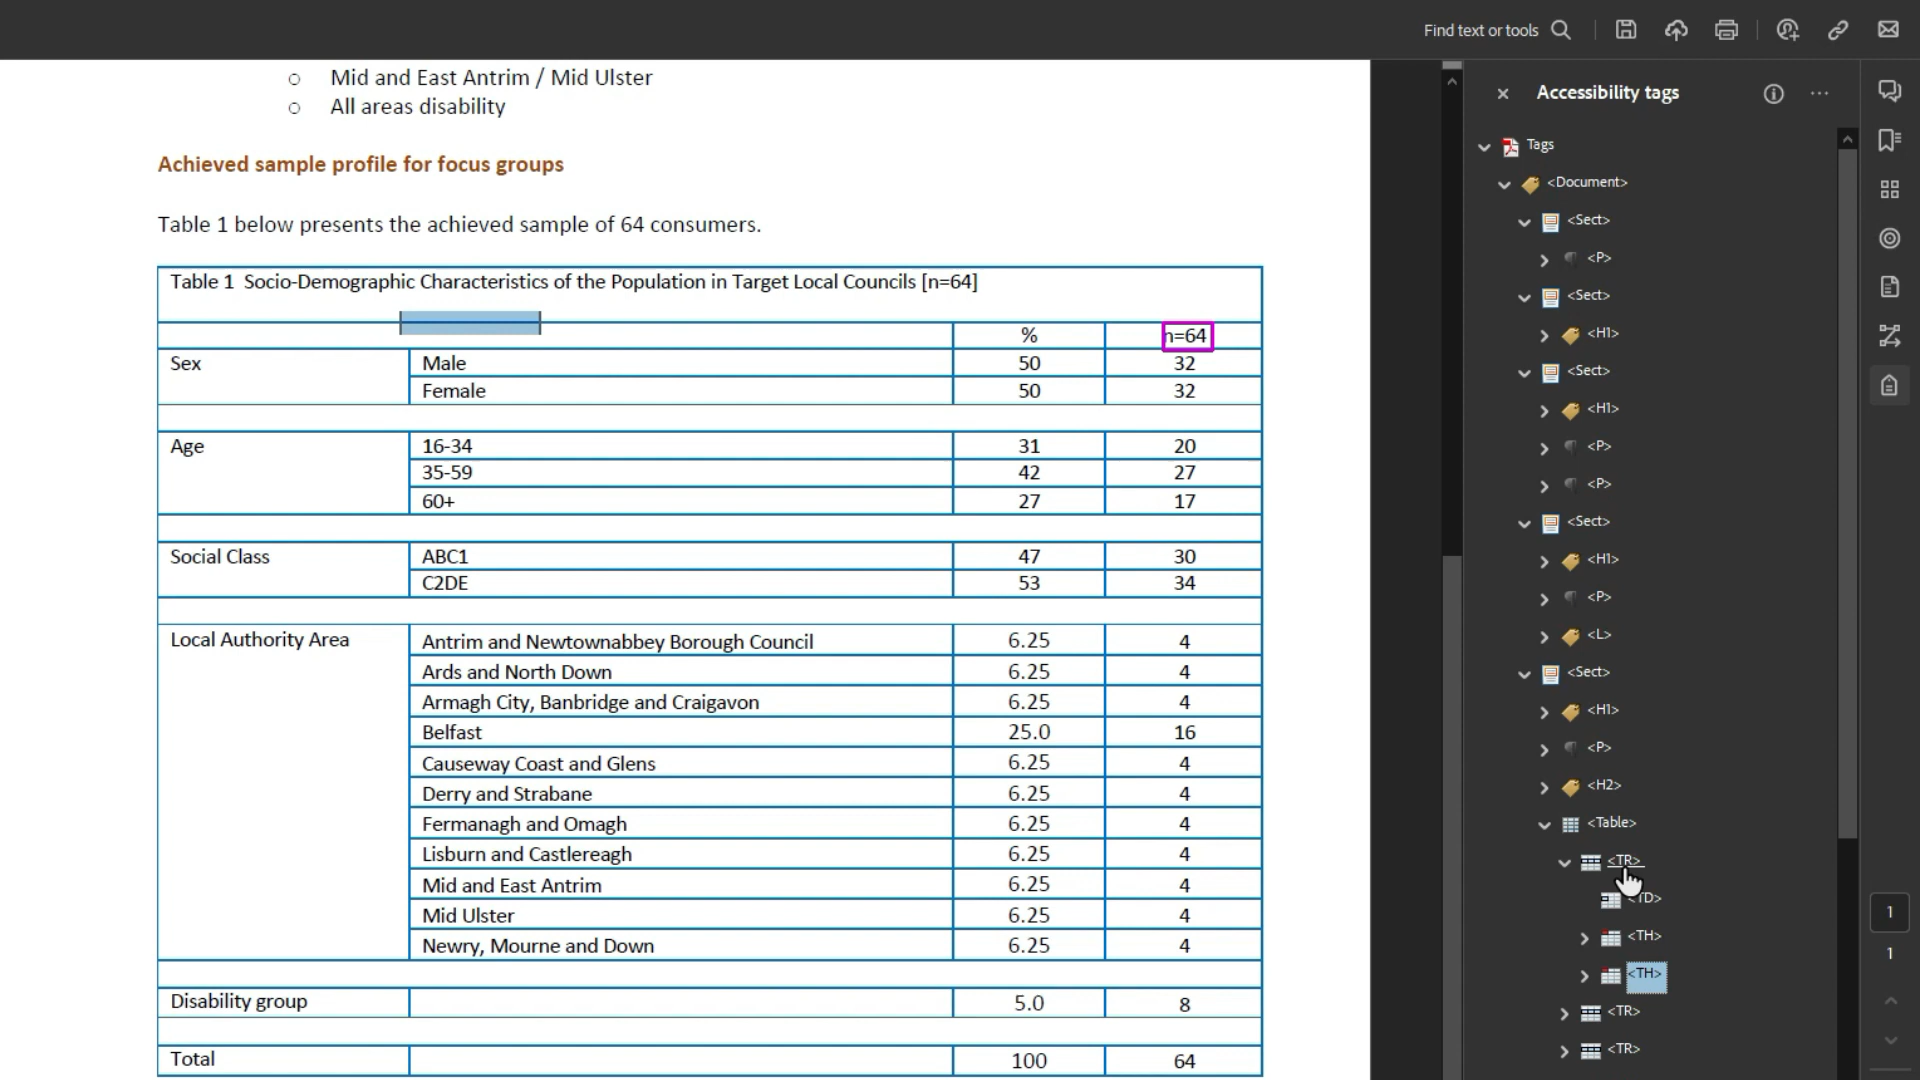 Find text or tools
Mid and East Antrim / Mid Ulster
All areas disability
Achieved sample profile for focus groups
Table 1 below presents the achieved sample of 64 consumers.
Table 1 Socio-Demographic Characteristics of the Population in Target Local Councils [n=64]
% n=64
Sex Male 50 32
Female 50 32
Age 16-34 31 20
35-59 42 27
60+ 27 17
Social Class ABC1 47 30
C2DE 53 34
Local Authority Area Antrim and Newtownabbey Borough Council 6.25 4
Ards and North Down 6.25 4
Armagh City, Banbridge and Craigavon 6.25 4
Belfast 25.0 16
Causeway Coast and Glens 6.25 4
Derry and Strabane 6.25 4
Fermanagh and Omagh 6.25 4
Lisburn and Castlereagh 6.25 4
Mid and East Antrim 6.25 4
Mid Ulster 6.25 4
Newry, Mourne and Down 6.25 4
Disability group 5.0 8
Total 100 64
Accessibility tags
Tags
<Document>
<Sect>
<P>
<Sect>
<H1>
<Sect>
<H1>
<P>
<P>
<Sect>
<H1>
<P>
<L>
<Sect>
<H1>
<P>
<H2>
<Table>
<TR>
<TD>
<TH>
<TH>
<TR>
<TR>
1
1